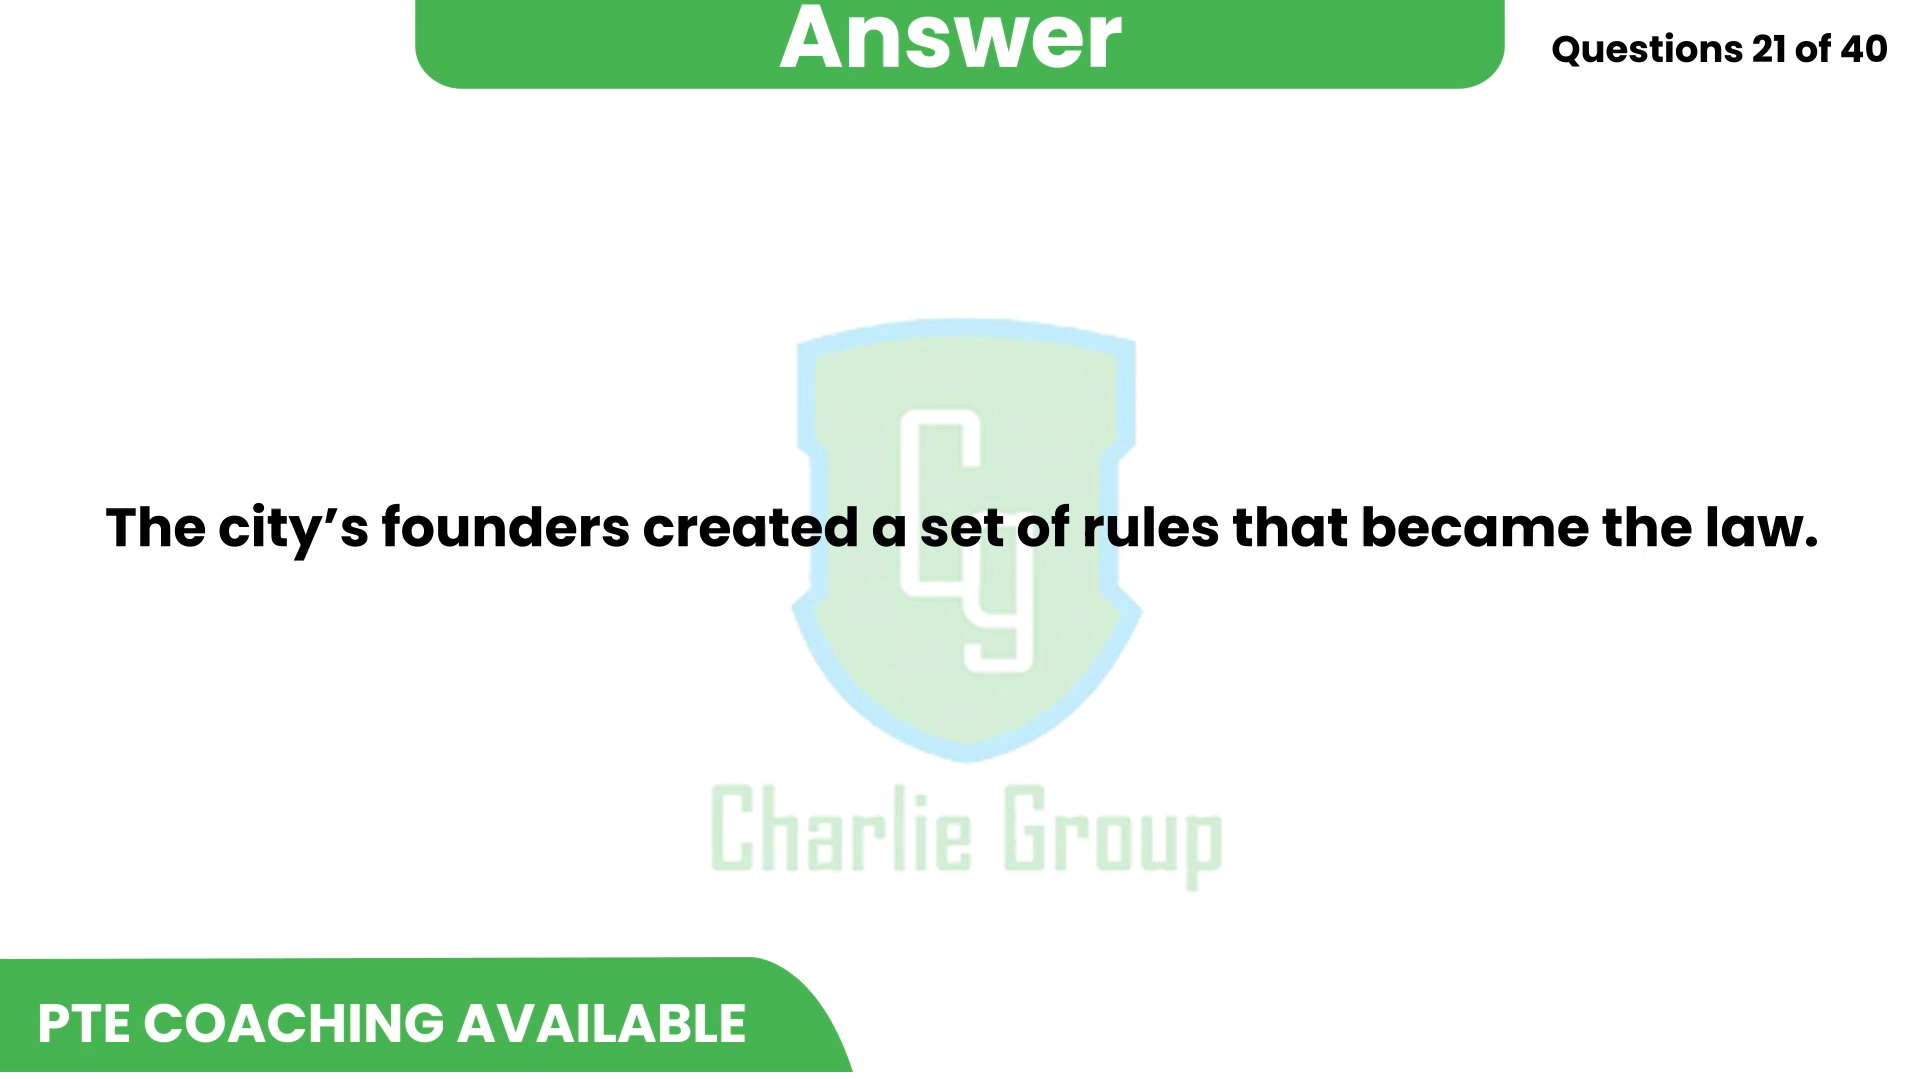 Answer
Questions 21 of 40
The city’s founders created a set of rules that became the law.
Cg
Charlie Group
PTE COACHING AVAILABLE